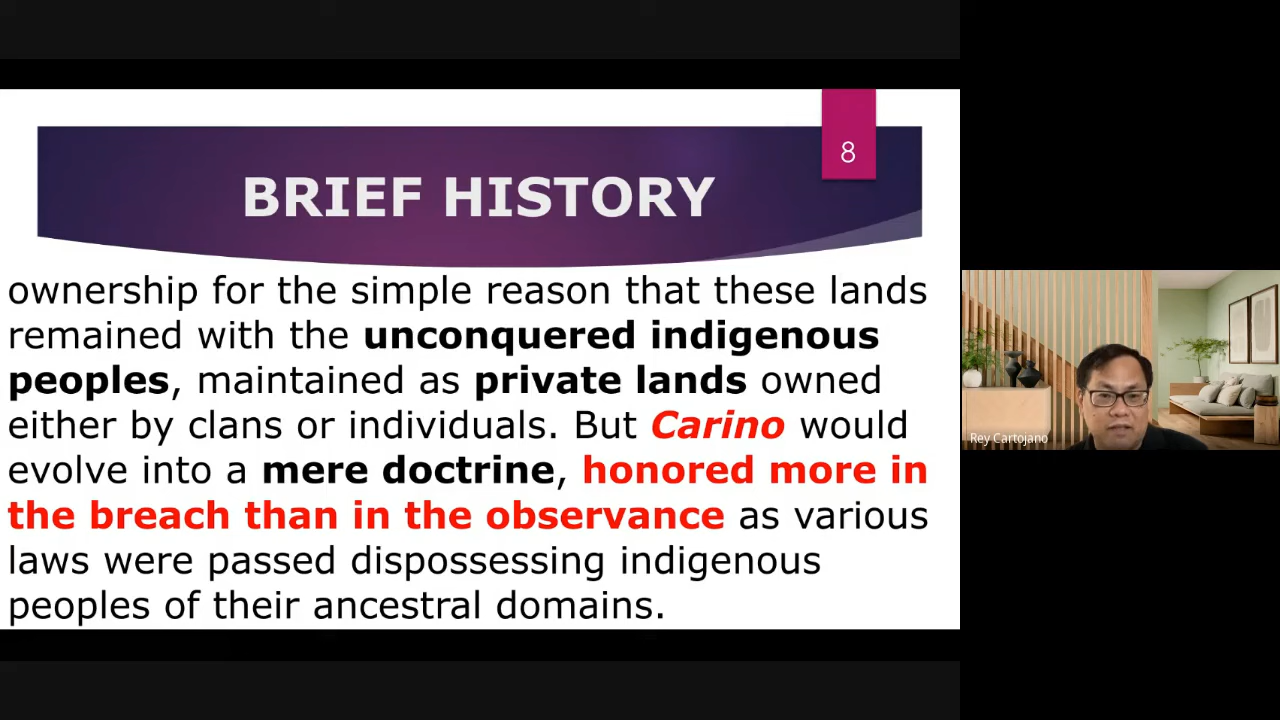 8
BRIEF HISTORY
ownership for the simple reason that these lands
remained with the unconquered indigenous
peoples, maintained as private lands owned
either by clans or individuals. But Carino would
evolve into a mere doctrine, honored more in
the breach than in the observance as various
laws were passed dispossessing indigenous
peoples of their ancestral domains.
Rey Cartojano